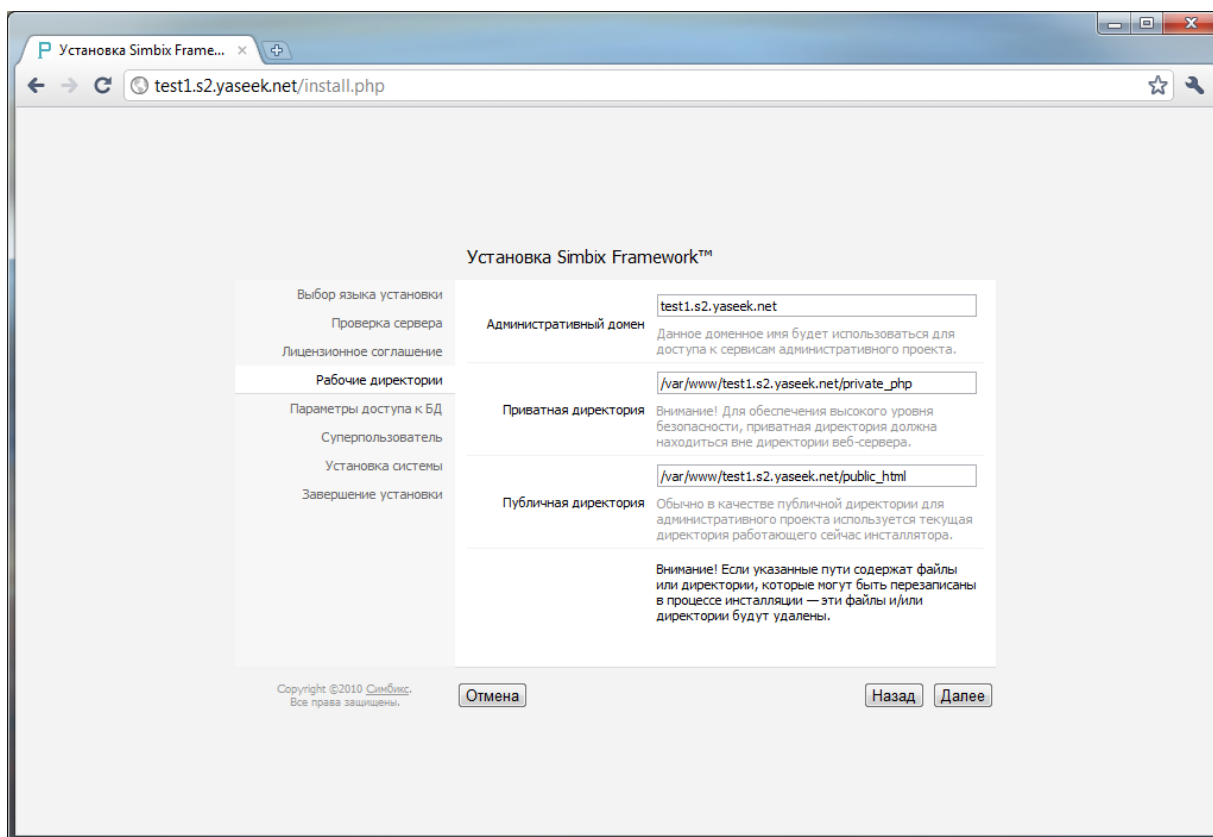 Установка Simbix Frame...
test1.s2.yaseek.net/install.php
Установка Simbix Framework™
Выбор языка установки
Проверка сервера
Лицензионное соглашение
Рабочие директории
Параметры доступа к БД
Суперпользователь
Установка системы
Завершение установки
Административный домен
test1.s2.yaseek.net
Данное доменное имя будет использоваться для
доступа к сервисам административного проекта.
Приватная директория
/var/www/test1.s2.yaseek.net/private_php
Внимание! Для обеспечения высокого уровня
безопасности, приватная директория должна
находиться вне директории веб-сервера.
Публичная директория
/var/www/test1.s2.yaseek.net/public_html
Обычно в качестве публичной директории для
административного проекта используется текущая
директория работающего сейчас инсталлятора.
Внимание! Если указанные пути содержат файлы
или директории, которые могут быть перезаписаны
в процессе инсталляции — эти файлы и/или
директории будут удалены.
Copyright ©2010 Симбикс.
Все права защищены.
Отмена
Назад
Далее